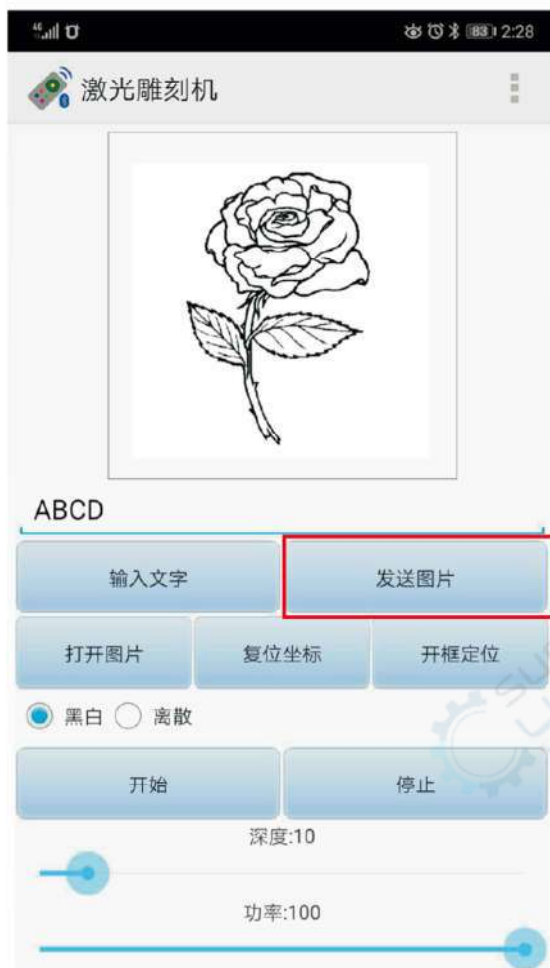 4G 83 2:28
激光雕刻机
ABCD
输入文字 发送图片
打开图片 复位坐标 开框定位
黑白 离散
开始 停止
深度:10
功率:100